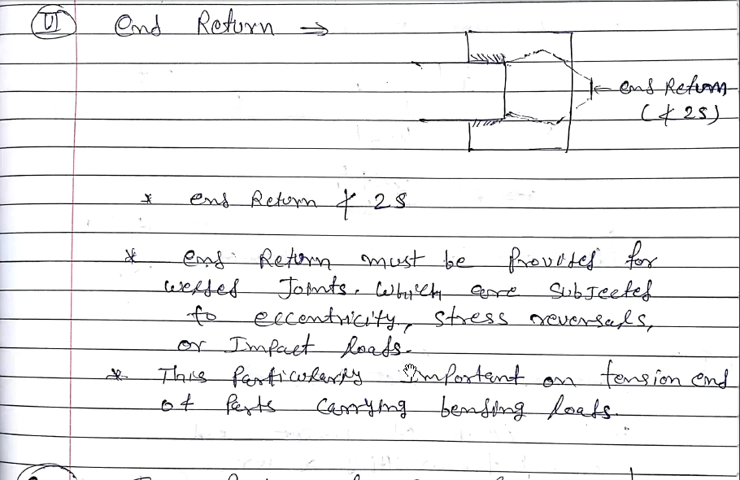 VI End Return →
← end Return
(≮ 2S)
* end Return ≮ 2S
* end Return must be provided for
welded Joints. which are subjected
to eccentricity, stress reversals,
or Impact loads.
* This particularly Important on tension end
of parts carrying bending loads.